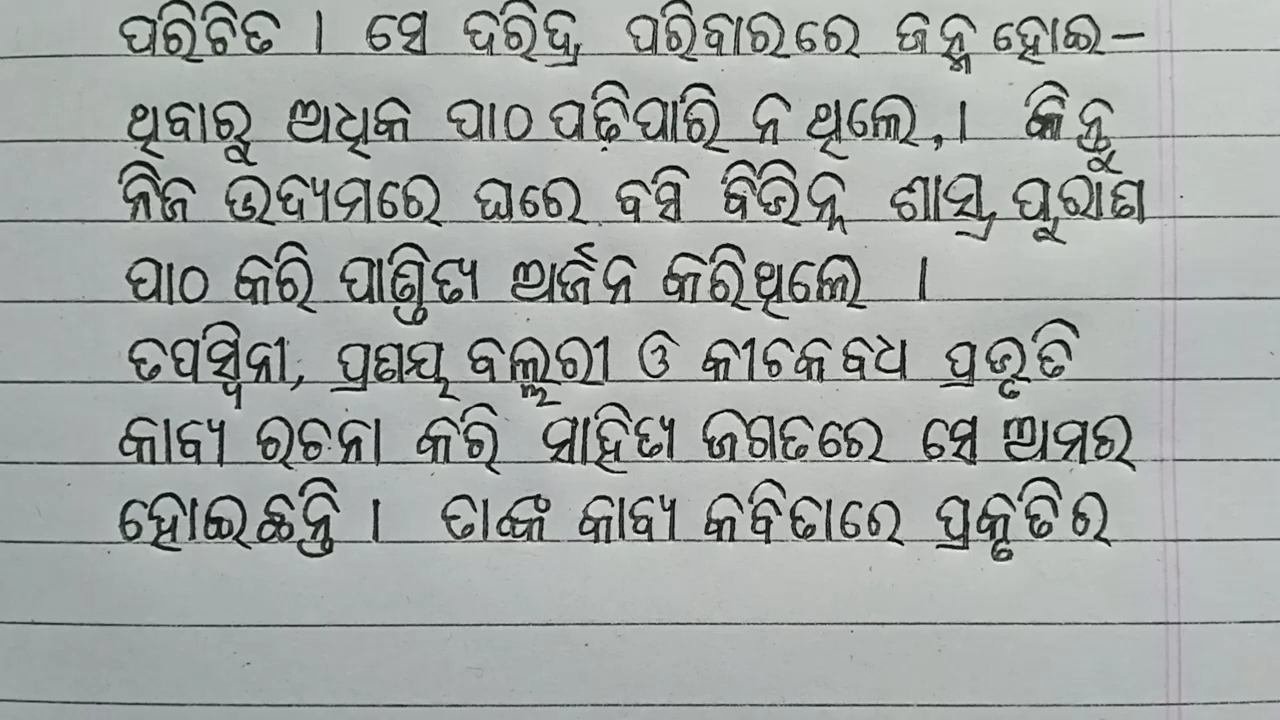 ପରିଚିତ । ସେ ଦରିଦ୍ର ପରିବାରରେ ଜନ୍ମ ହୋଇ-
ଥିବାରୁ ଅଧିକ ପାଠ ପଢ଼ିପାରି ନ ଥିଲେ, । କିନ୍ତୁ
ନିଜ ଉଦ୍ୟମରେ ଘରେ ବସି ବିଭିନ୍ନ ଶାସ୍ତ୍ର ପୁରାଣ
ପାଠ କରି ପାଣ୍ଡିତ୍ୟ ଅର୍ଜନ କରିଥିଲେ ।
ତପସ୍ୱିନୀ, ପ୍ରଣୟ ବଲ୍ଲରୀ ଓ କୀଚକବଧ ପ୍ରଭୃତି
କାବ୍ୟ ରଚନା କରି ସାହିତ୍ୟ ଜଗତରେ ସେ ଅମର
ହୋଇଛନ୍ତି । ତାଙ୍କ କାବ୍ୟ କବିତାରେ ପ୍ରକୃତିର